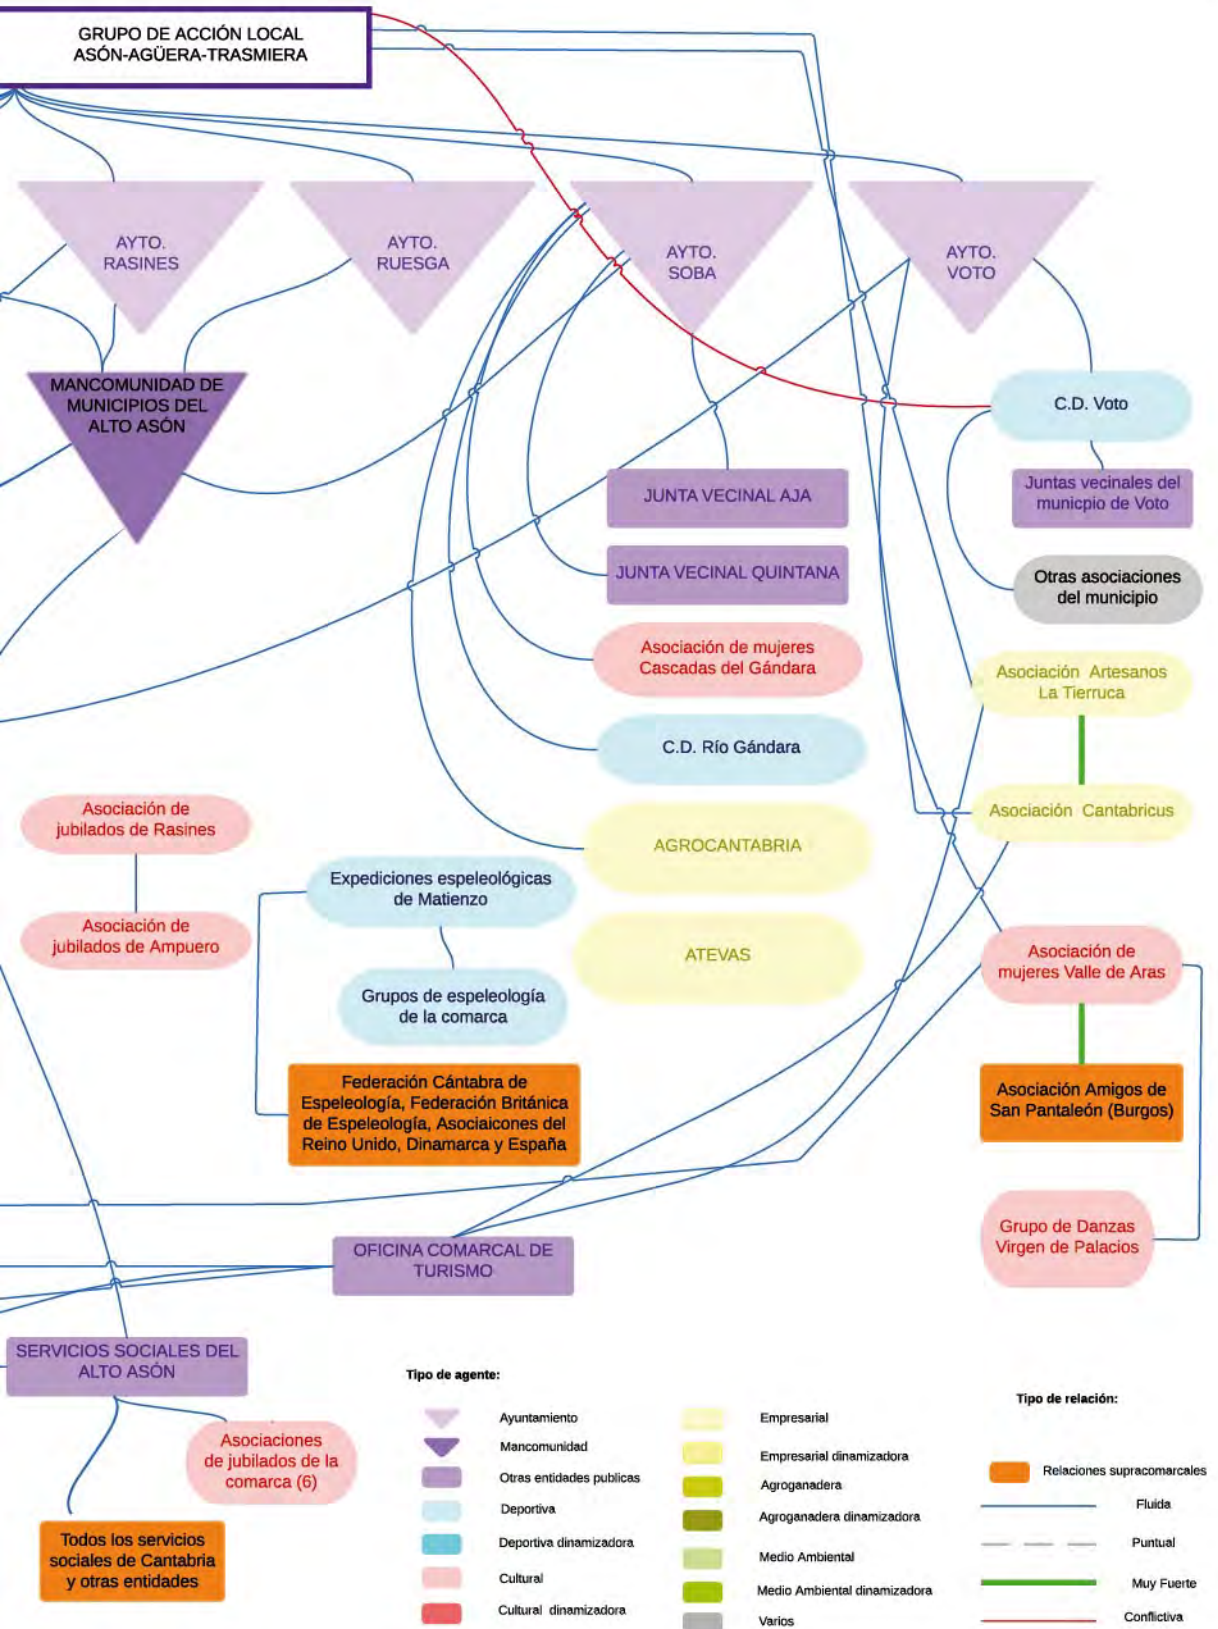 GRUPO DE ACCIÓN LOCAL
ASÓN-AGÜERA-TRASMIERA
AYTO.
RASINES
AYTO.
RUESGA
AYTO.
SOBA
AYTO.
VOTO
MANCOMUNIDAD DE
MUNICIPIOS DEL
ALTO ASÓN
C.D. Voto
JUNTA VECINAL AJA
Juntas vecinales del
municpio de Voto
JUNTA VECINAL QUINTANA
Otras asociaciones
del municipio
Asociación de mujeres
Cascadas del Gándara
Asociación Artesanos
La Tierruca
C.D. Río Gándara
Asociación de
jubilados de Rasines
Asociación Cantabricus
AGROCANTABRIA
Expediciones espeleológicas
de Matienzo
Asociación de
jubilados de Ampuero
ATEVAS
Asociación de
mujeres Valle de Aras
Grupos de espeleología
de la comarca
Federación Cántabra de
Espeleología, Federación Británica
de Espeleología, Asociaicones del
Reino Unido, Dinamarca y España
Asociación Amigos de
San Pantaleón (Burgos)
Grupo de Danzas
Virgen de Palacios
OFICINA COMARCAL DE
TURISMO
SERVICIOS SOCIALES DEL
ALTO ASÓN
Asociaciones
de jubilados de la
comarca (6)
Todos los servicios
sociales de Cantabria
y otras entidades
Tipo de agente:
Ayuntamiento
Mancomunidad
Otras entidades publicas
Deportiva
Deportiva dinamizadora
Cultural
Cultural dinamizadora
Empresarial
Empresarial dinamizadora
Agroganadera
Agroganadera dinamizadora
Medio Ambiental
Medio Ambiental dinamizadora
Varios
Tipo de relación:
Relaciones supracomarcales
Fluida
Puntual
Muy Fuerte
Conflictiva